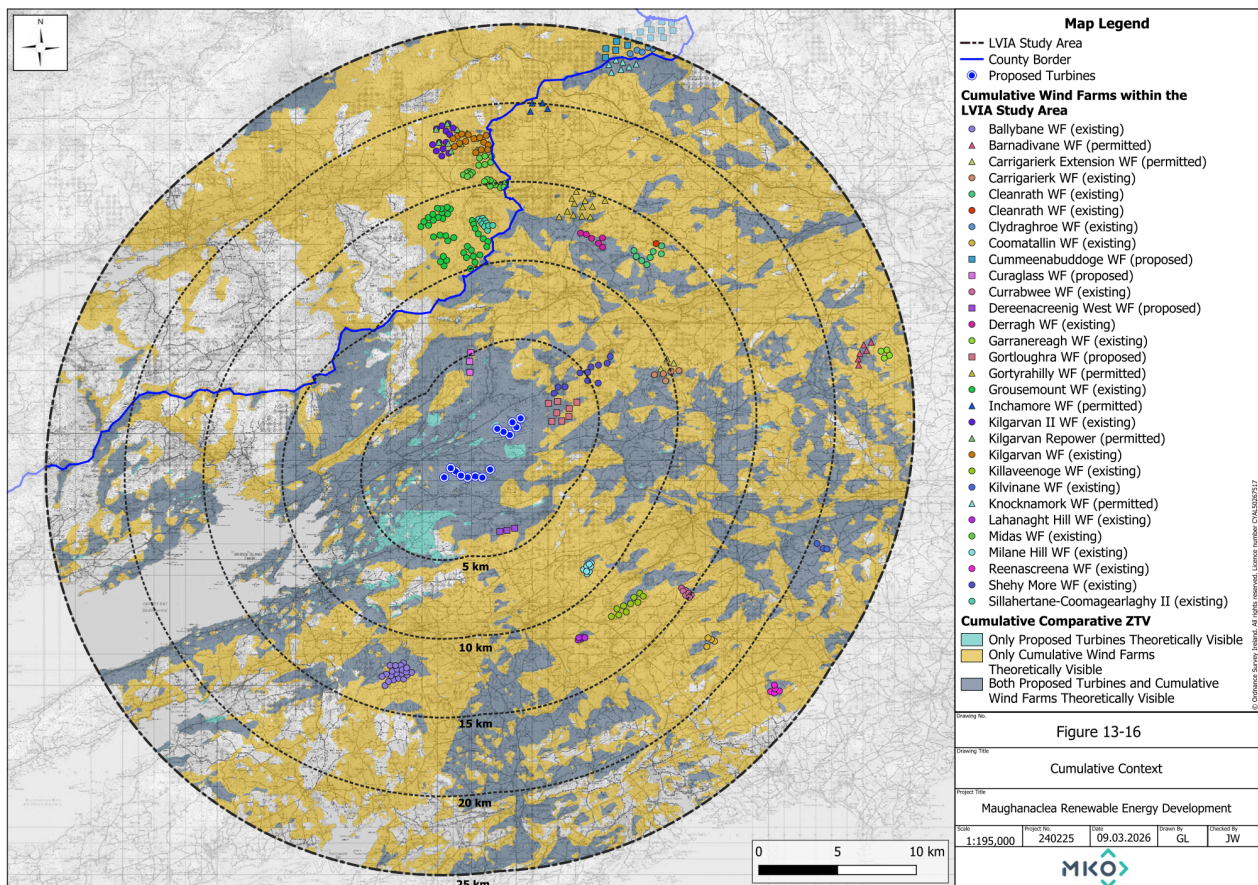 N
Map Legend
LVIA Study Area
County Border
Proposed Turbines
Cumulative Wind Farms within the
LVIA Study Area
Ballybane WF (existing)
Barnadivane WF (permitted)
Carrigarierk Extension WF (permitted)
Carrigarierk WF (existing)
Cleanrath WF (existing)
Cleanrath WF (existing)
Clydraghroe WF (existing)
Coomatallin WF (existing)
Cummeenabuddoge WF (proposed)
Curaglass WF (proposed)
Currabwee WF (existing)
Dereenacreenig West WF (proposed)
Derragh WF (existing)
Garranereagh WF (existing)
Gortloughra WF (proposed)
Gortyrahilly WF (permitted)
Grousemount WF (existing)
Inchamore WF (permitted)
Kilgarvan II WF (existing)
Kilgarvan Repower (permitted)
Kilgarvan WF (existing)
Killaveenoge WF (existing)
Kilvinane WF (existing)
Knocknamork WF (permitted)
Lahanaght Hill WF (existing)
Midas WF (existing)
Milane Hill WF (existing)
Reenascreena WF (existing)
Shehy More WF (existing)
Sillahertane-Coomagearlaghy II (existing)
Cumulative Comparative ZTV
Only Proposed Turbines Theoretically Visible
Only Cumulative Wind Farms
Theoretically Visible
Both Proposed Turbines and Cumulative
Wind Farms Theoretically Visible
5 km
10 km
15 km
20 km
25 km
0 5 10 km
© Ordnance Survey Ireland. All rights reserved. Licence number CYAL50267517
Drawing No.
Figure 13-16
Drawing Title
Cumulative Context
Project Title
Maughanaclea Renewable Energy Development
Scale
1:195,000
Project No.
240225
Date
09.03.2026
Drawn By
GL
Checked By
JW
MKO